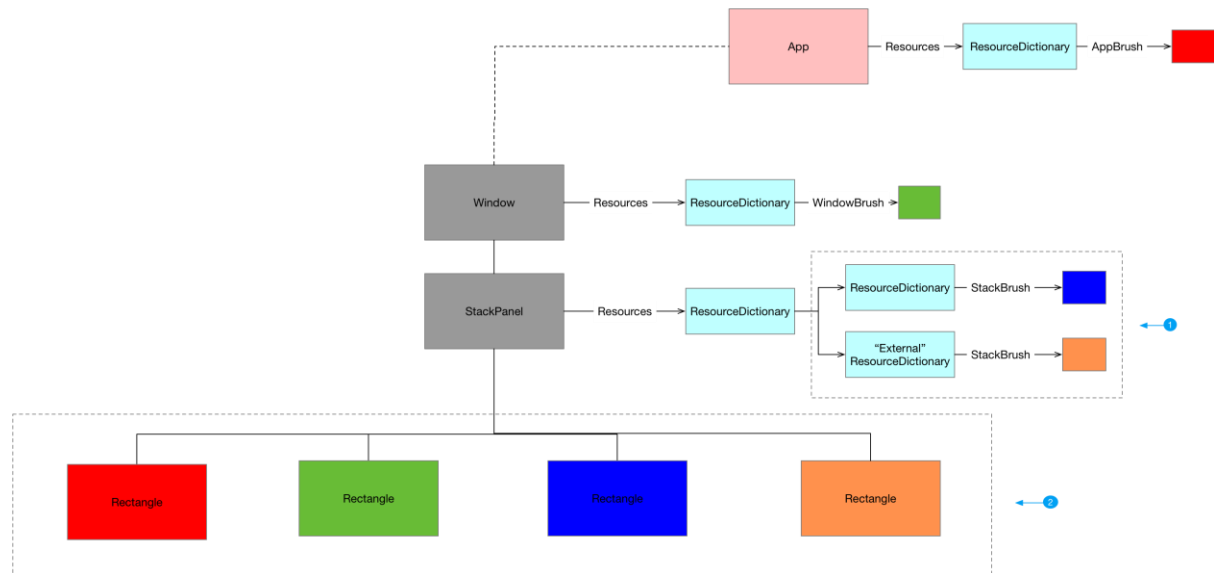 App
Resources
ResourceDictionary
AppBrush
Window
Resources
ResourceDictionary
WindowBrush
StackPanel
Resources
ResourceDictionary
ResourceDictionary
StackBrush
“External”
ResourceDictionary
StackBrush
1
Rectangle
Rectangle
Rectangle
Rectangle
2